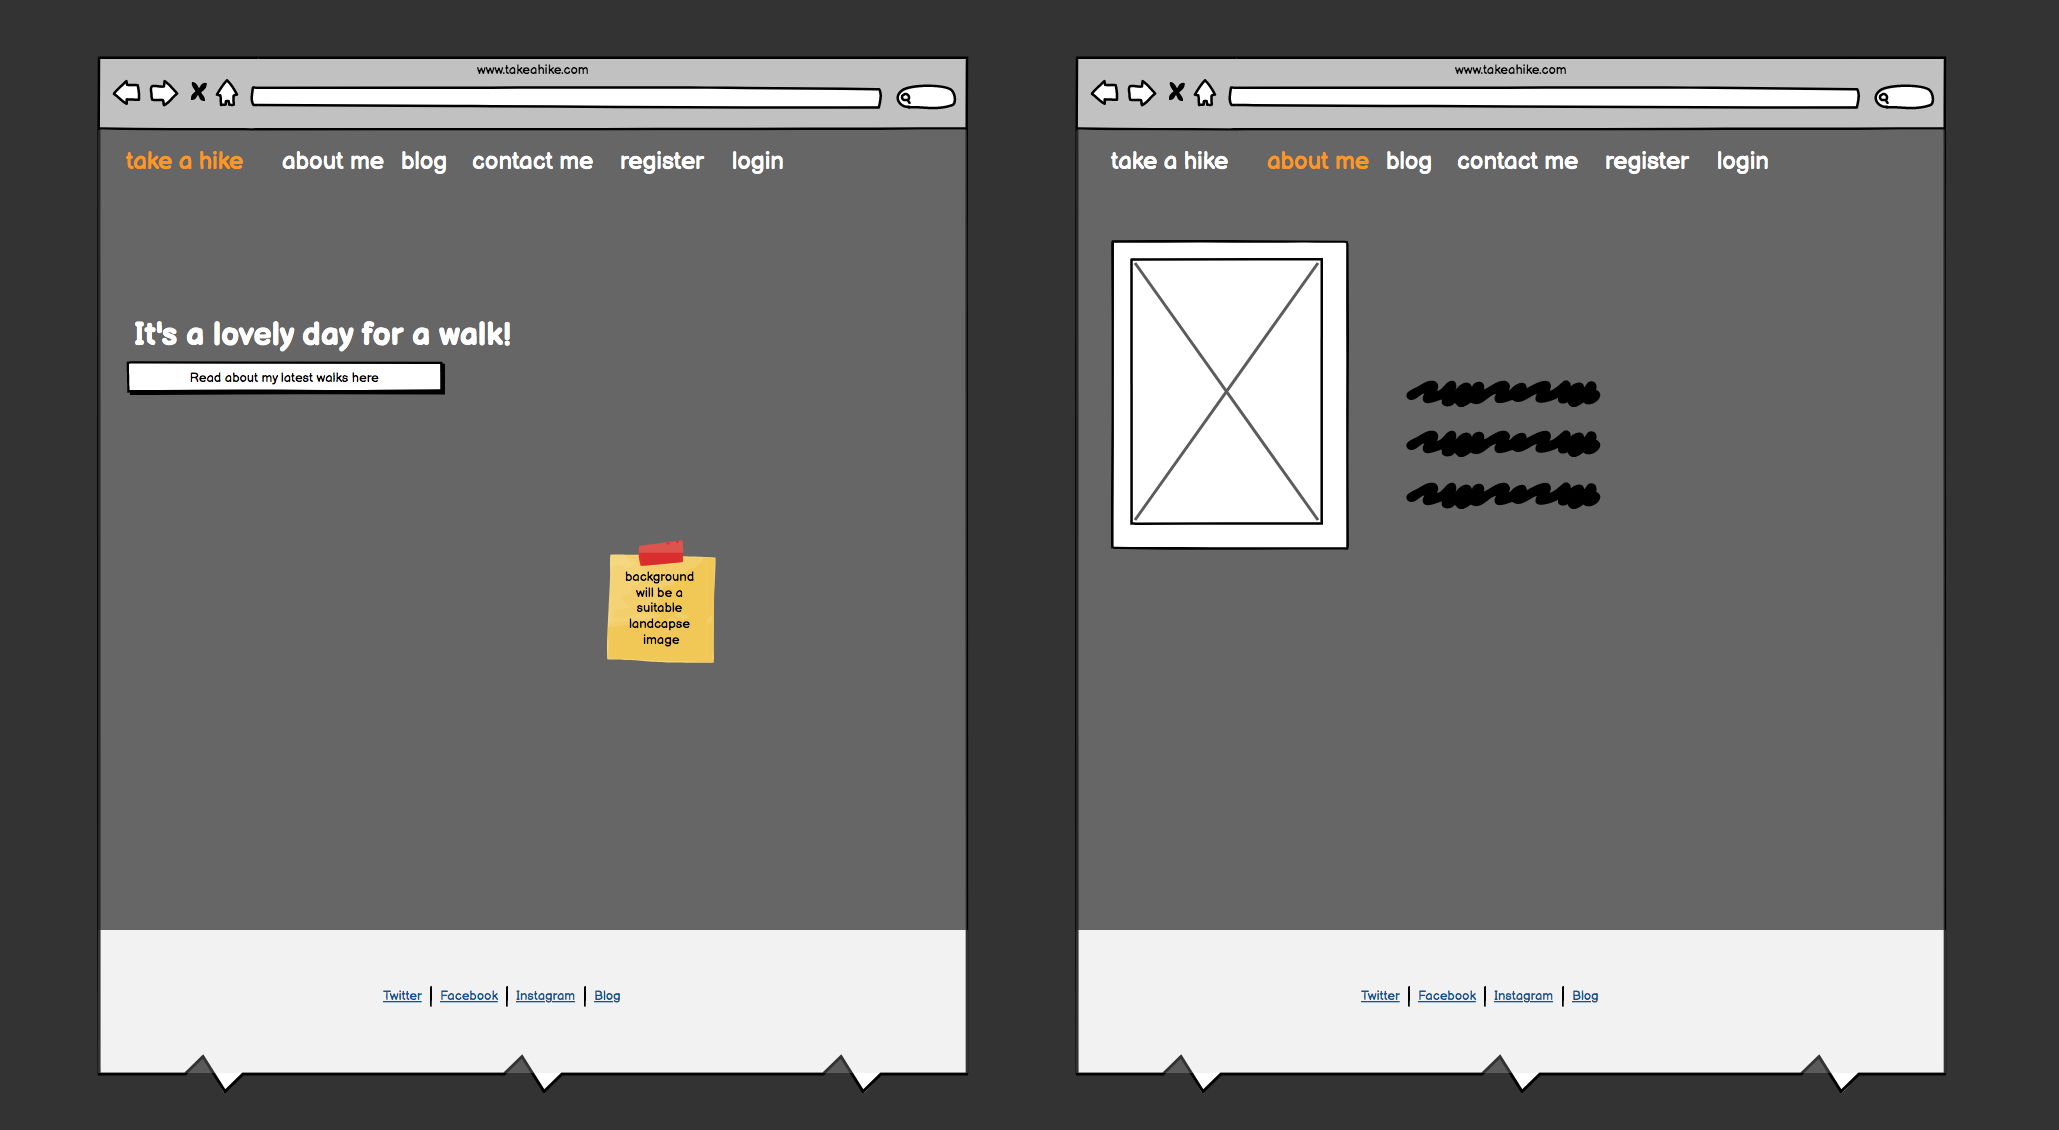 www.takeahike.com
take a hike about me blog contact me register login
It's a lovely day for a walk!
Read about my latest walks here
background
will be a
suitable
landcapse
image
Twitter Facebook Instagram Blog
www.takeahike.com
take a hike about me blog contact me register login
Twitter Facebook Instagram Blog